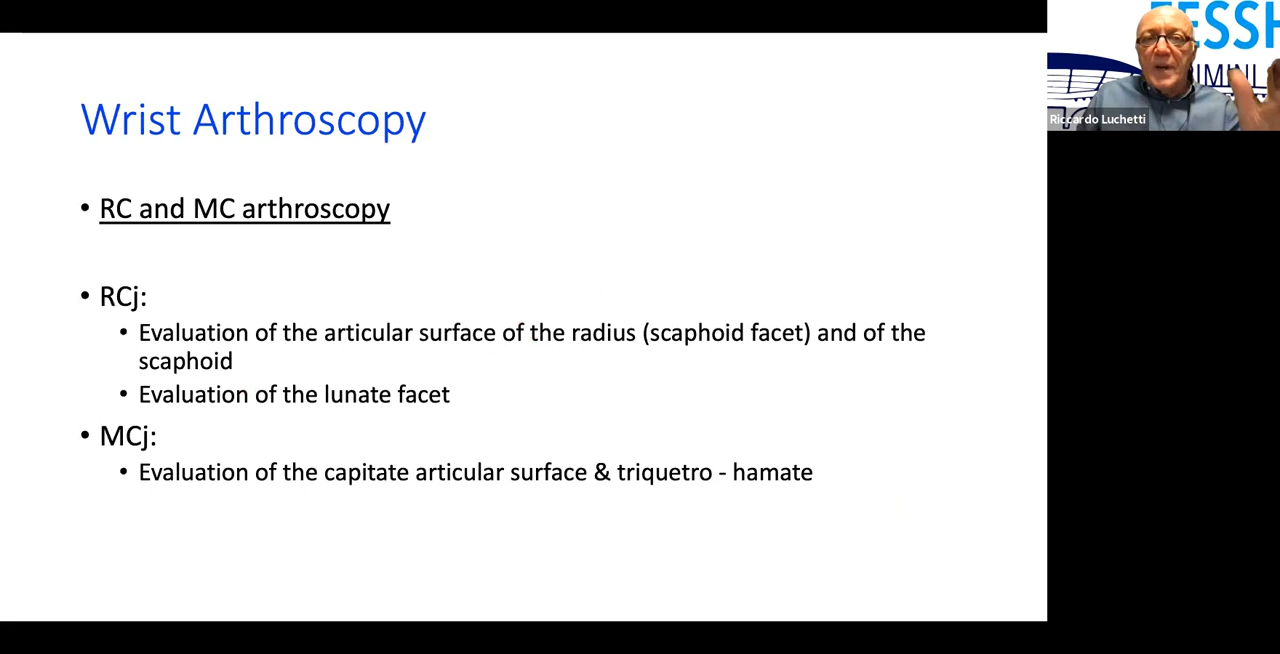 Wrist Arthroscopy
• RC and MC arthroscopy
• RCj:
• Evaluation of the articular surface of the radius (scaphoid facet) and of the
scaphoid
• Evaluation of the lunate facet
• MCj:
• Evaluation of the capitate articular surface & triquetro - hamate
Riccardo Luchetti